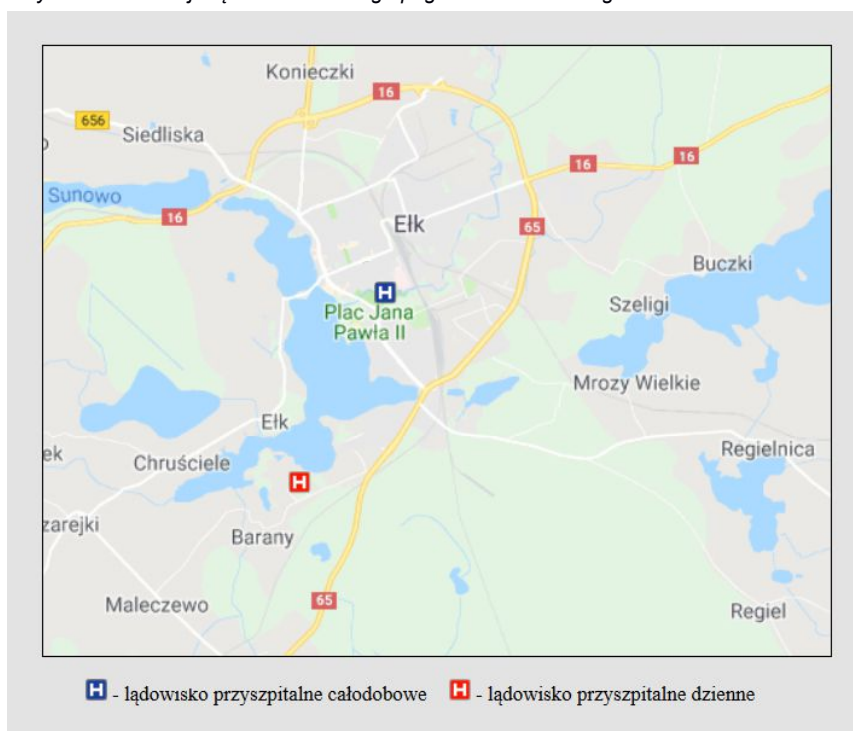 Konieczki
16
656
Siedliska
16
16
Sunowo
16
Ełk
65
Buczki
H
Szeligi
Plac Jana
Pawła II
Mrozy Wielkie
Ełk
ek
Chruściele
Regielnica
H
zarejki
Barany
Maleczewo
65
Regiel
H - lądowisko przyszpitalne całodobowe H - lądowisko przyszpitalne dzienne